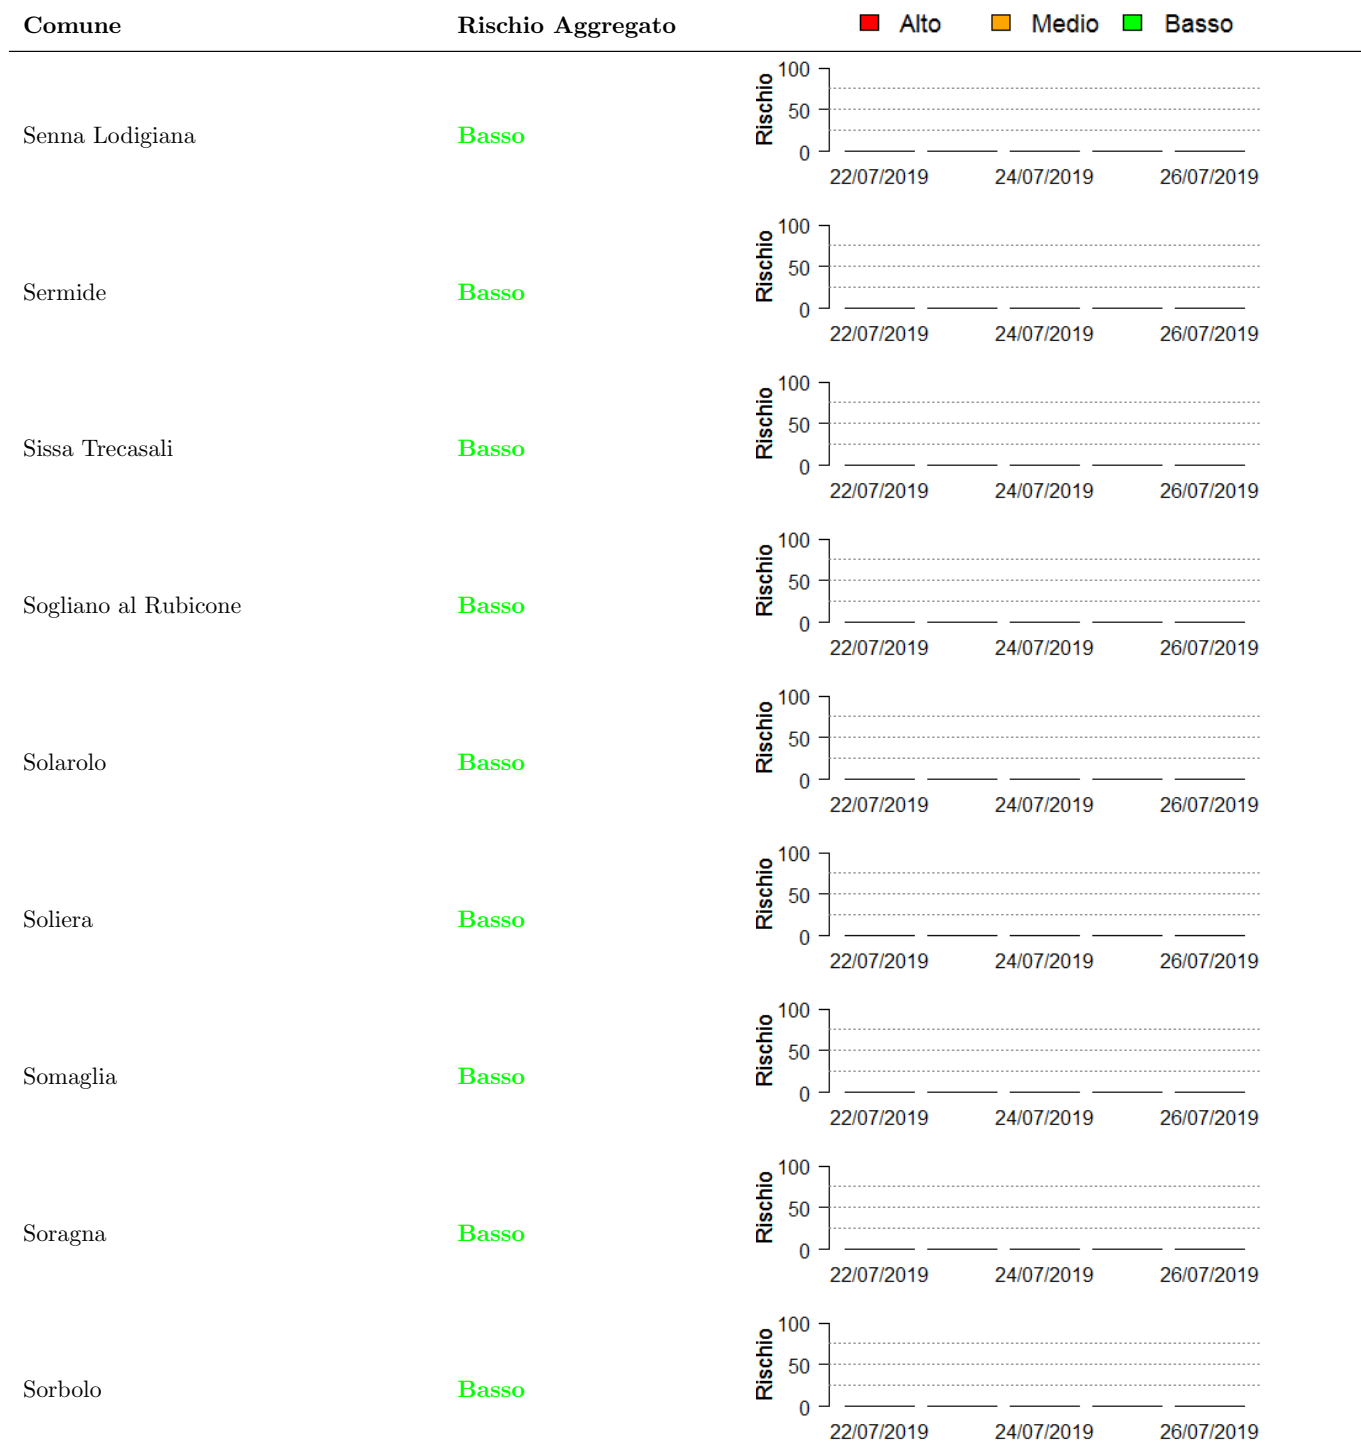 Comune Rischio Aggregato Alto Medio Basso
Senna Lodigiana Basso Rischio 100 50 0
22/07/2019 24/07/2019 26/07/2019
Sermide Basso Rischio 100 50 0
22/07/2019 24/07/2019 26/07/2019
Sissa Trecasali Basso Rischio 100 50 0
22/07/2019 24/07/2019 26/07/2019
Sogliano al Rubicone Basso Rischio 100 50 0
22/07/2019 24/07/2019 26/07/2019
Solarolo Basso Rischio 100 50 0
22/07/2019 24/07/2019 26/07/2019
Soliera Basso Rischio 100 50 0
22/07/2019 24/07/2019 26/07/2019
Somaglia Basso Rischio 100 50 0
22/07/2019 24/07/2019 26/07/2019
Soragna Basso Rischio 100 50 0
22/07/2019 24/07/2019 26/07/2019
Sorbolo Basso Rischio 100 50 0
22/07/2019 24/07/2019 26/07/2019